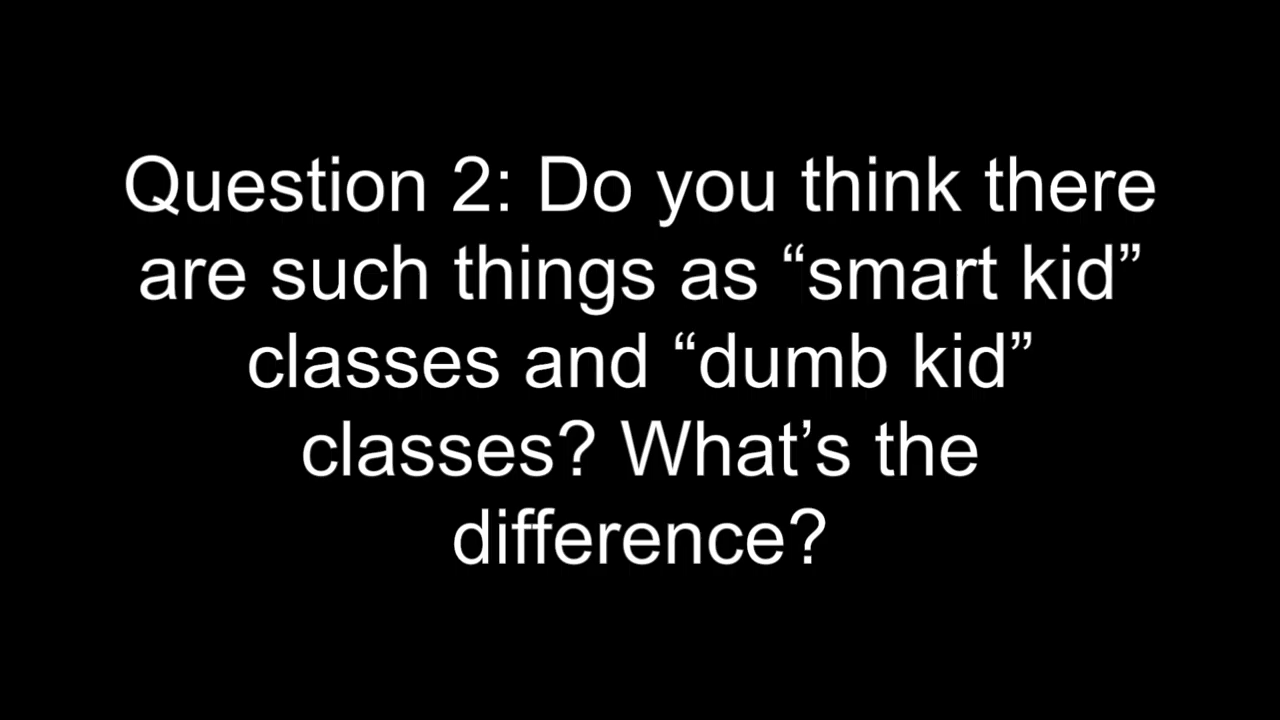 Question 2: Do you think there
are such things as “smart kid”
classes and “dumb kid”
classes? What’s the
difference?